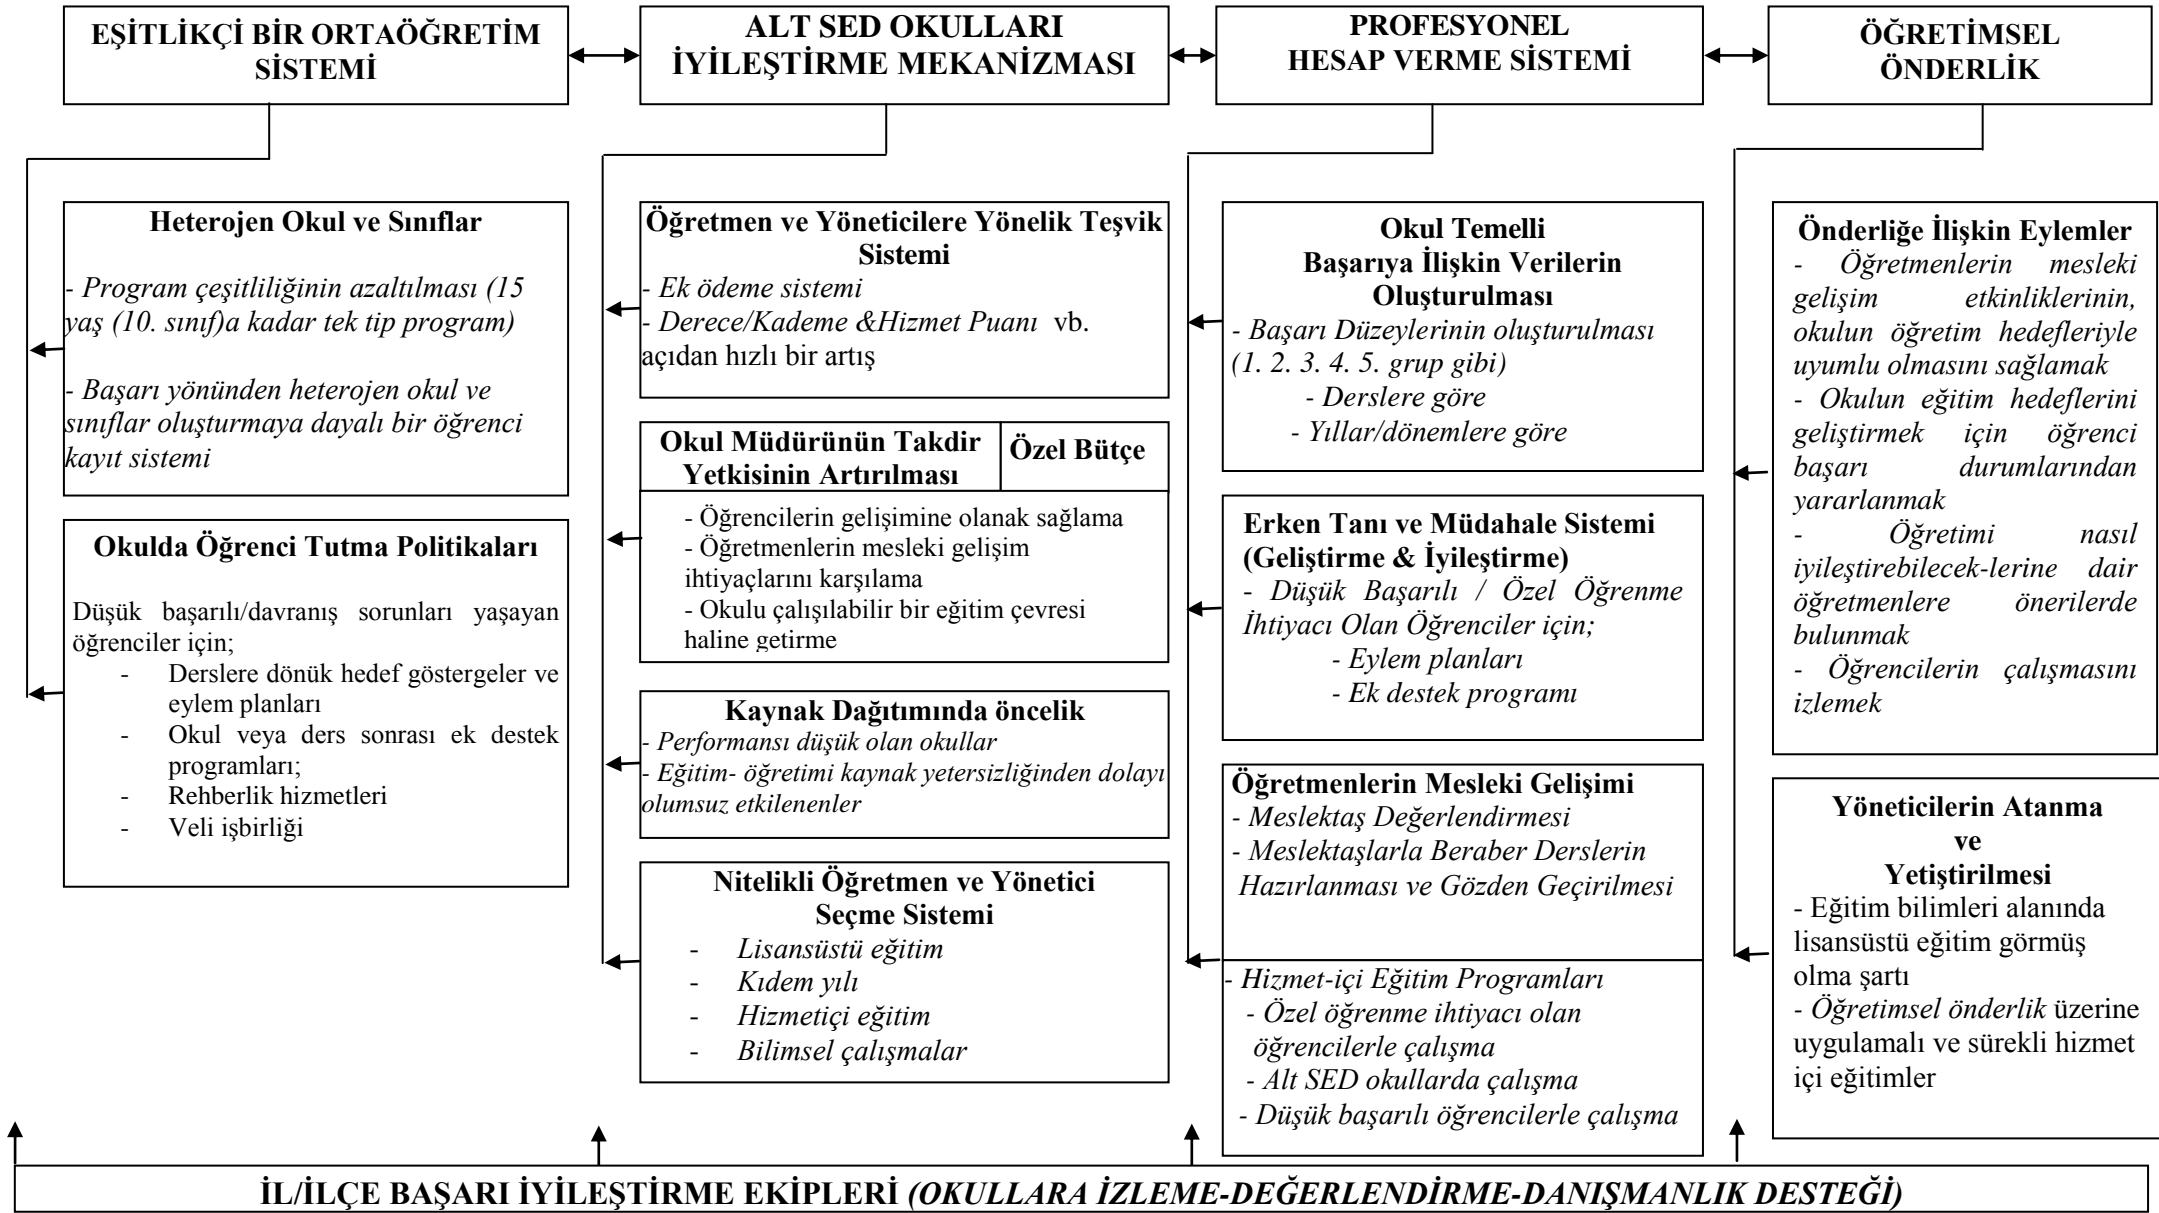 EŞİTLİKÇİ BİR ORTAÖĞRETİM
SİSTEMİ
ALT SED OKULLARI
İYİLEŞTİRME MEKANİZMASI
PROFESYONEL
HESAP VERME SİSTEMİ
ÖĞRETİMSEL
ÖNDERLİK
Heterojen Okul ve Sınıflar
- Program çeşitliliğinin azaltılması (15
yaş (10. sınıf)a kadar tek tip program)
- Başarı yönünden heterojen okul ve
sınıflar oluşturmaya dayalı bir öğrenci
kayıt sistemi
Okulda Öğrenci Tutma Politikaları
Düşük başarılı/davranış sorunları yaşayan
öğrenciler için;
- Derslere dönük hedef göstergeler ve
eylem planları
- Okul veya ders sonrası ek destek
programları;
- Rehberlik hizmetleri
- Veli işbirliği
Öğretmen ve Yöneticilere Yönelik Teşvik
Sistemi
- Ek ödeme sistemi
- Derece/Kademe &Hizmet Puanı vb.
açıdan hızlı bir artış
Okul Müdürünün Takdir
Yetkisinin Artırılması
Özel Bütçe
- Öğrencilerin gelişimine olanak sağlama
- Öğretmenlerin mesleki gelişim
ihtiyaçlarını karşılama
- Okulu çalışılabilir bir eğitim çevresi
haline getirme
Kaynak Dağıtımında öncelik
- Performansı düşük olan okullar
- Eğitim- öğretimi kaynak yetersizliğinden dolayı
olumsuz etkilenenler
Nitelikli Öğretmen ve Yönetici
Seçme Sistemi
- Lisansüstü eğitim
- Kıdem yılı
- Hizmetiçi eğitim
- Bilimsel çalışmalar
Okul Temelli
Başarıya İlişkin Verilerin
Oluşturulması
- Başarı Düzeylerinin oluşturulması
(1. 2. 3. 4. 5. grup gibi)
- Derslere göre
- Yıllar/dönemlere göre
Erken Tanı ve Müdahale Sistemi
(Geliştirme & İyileştirme)
- Düşük Başarılı / Özel Öğrenme
İhtiyacı Olan Öğrenciler için;
- Eylem planları
- Ek destek programı
Öğretmenlerin Mesleki Gelişimi
- Meslektaş Değerlendirmesi
- Meslektaşlarla Beraber Derslerin
Hazırlanması ve Gözden Geçirilmesi
- Hizmet-içi Eğitim Programları
- Özel öğrenme ihtiyacı olan
öğrencilerle çalışma
- Alt SED okullarda çalışma
- Düşük başarılı öğrencilerle çalışma
Önderliğe İlişkin Eylemler
- Öğretmenlerin mesleki
gelişim etkinliklerinin,
okulun öğretim hedefleriyle
uyumlu olmasını sağlamak
- Okulun eğitim hedeflerini
geliştirmek için öğrenci
başarı durumlarından
yararlanmak
- Öğretimi nasıl
iyileştirebilecek-lerine dair
öğretmenlere önerilerde
bulunmak
- Öğrencilerin çalışmasını
izlemek
Yöneticilerin Atanma
ve
Yetiştirilmesi
- Eğitim bilimleri alanında
lisansüstü eğitim görmüş
olma şartı
- Öğretimsel önderlik üzerine
uygulamalı ve sürekli hizmet
içi eğitimler
İL/İLÇE BAŞARI İYİLEŞTİRME EKİPLERİ (OKULLARA İZLEME-DEĞERLENDİRME-DANIŞMANLIK DESTEĞİ)